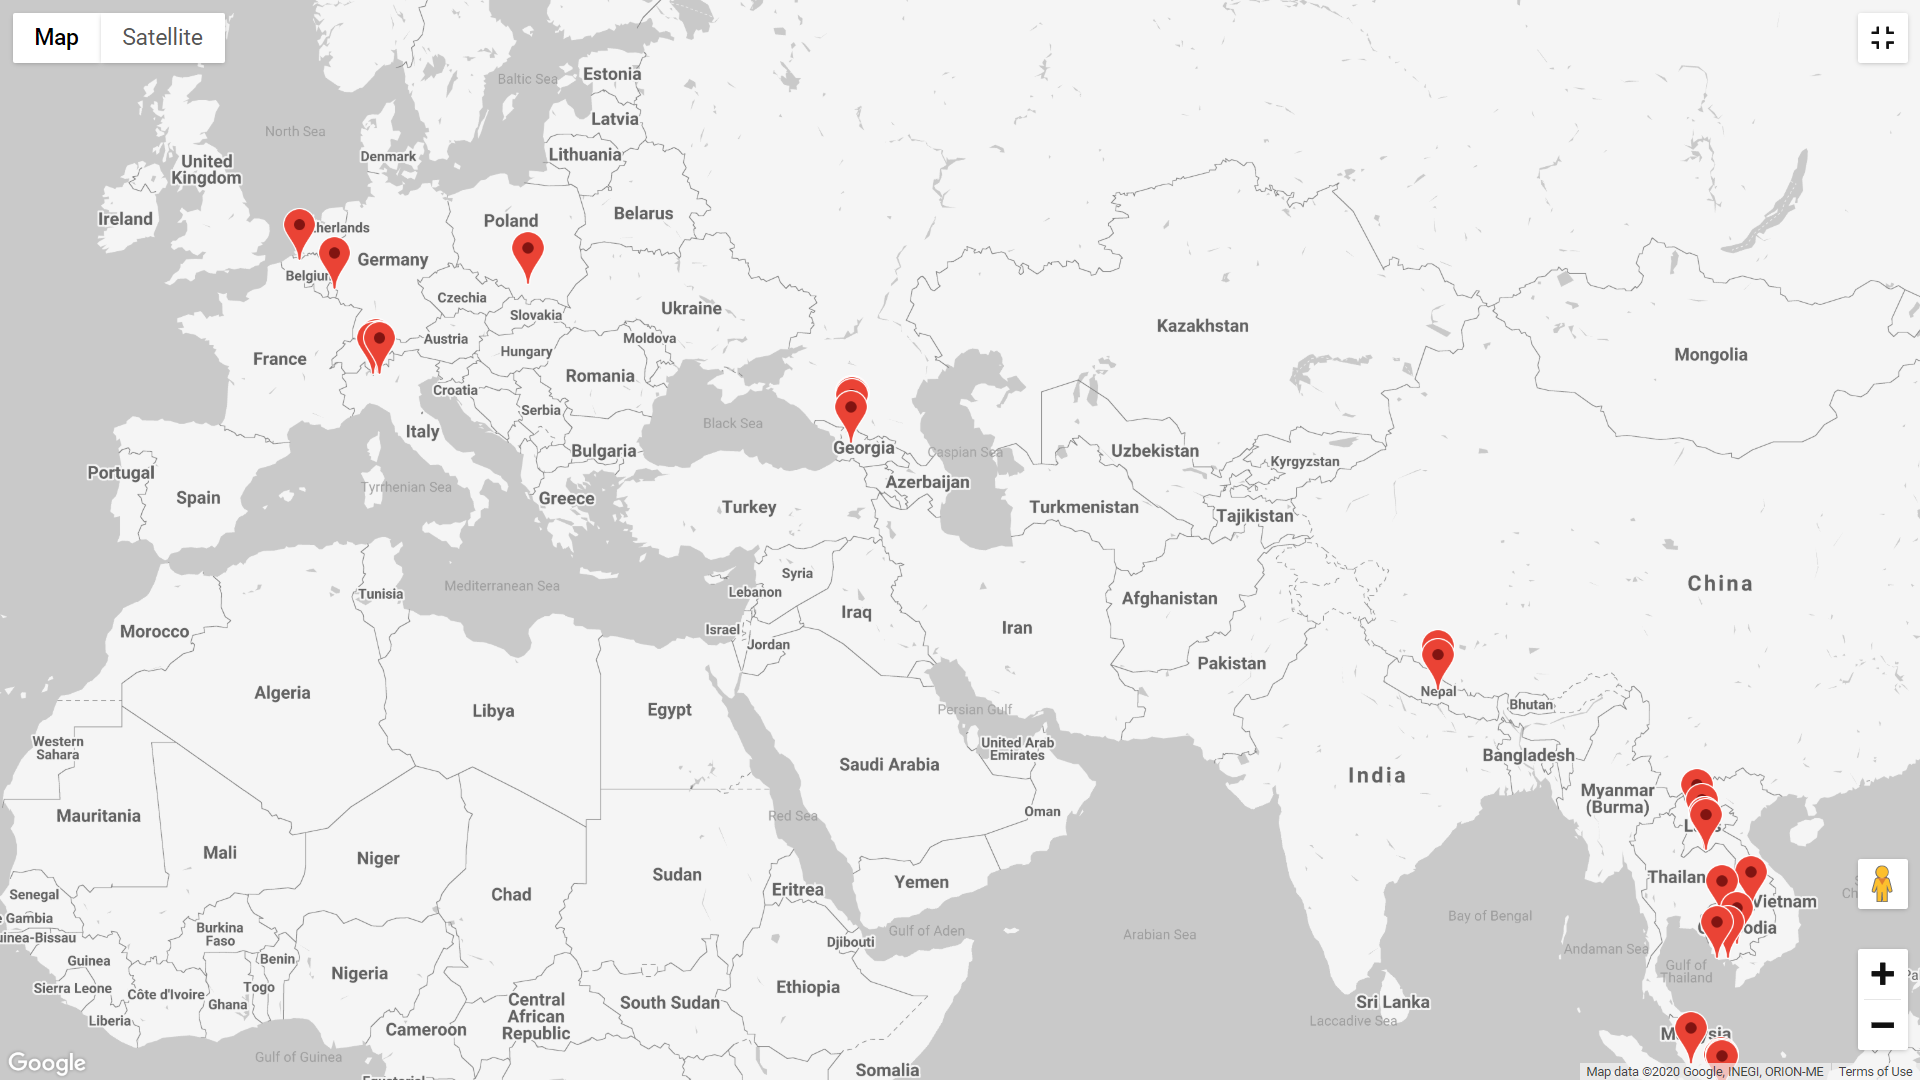 Map
Satellite
Estonia
Baltic Sea
Latvia
North Sea
Lithuania
Denmark
United
Kingdom
Belarus
Ireland
Poland
Germany
Czechia
Ukraine
Slovakia
Kazakhstan
Austria
Moldova
Hungary
France
Mongolia
Romania
Croatia
Serbia
Black Sea
Italy
Bulgaria
Georgia
Caspian Sea
Uzbekistan
Kyrgyzstan
Portugal
Azerbaijan
Tyrrhenian Sea
Spain
Greece
Turkey
Turkmenistan
Tajikistan
Syria
China
Mediterranean Sea
Tunisia
Lebanon
Afghanistan
Iraq
Iran
Morocco
Israel
Jordan
Pakistan
Algeria
Nepal
Libya
Egypt
Persian Gulf
Bhutan
Western
Sahara
United Arab
Emirates
Bangladesh
Saudi Arabia
India
Myanmar
(Burma)
Oman
Mauritania
Red Sea
Mali
Niger
Sudan
Thailan
Yemen
Eritrea
Senegal
Chad
Vietnam
Gambia
Burkina
Faso
Bay of Bengal
Gulf of Aden
Arabian Sea
uinea-Bissau
Djibouti
Andaman Sea
Guinea
Benin
Gulf of
Thailand
Nigeria
Sierra Leone
Togo
Côte d'Ivoire
Ghana
Ethiopia
Central
African
Republic
South Sudan
Sri Lanka
Liberia
Laccadive Sea
Cameroon
Gulf of Guinea
Somalia
Google
Map data ©2020 Google, INEGI, ORION-ME
Terms of Use